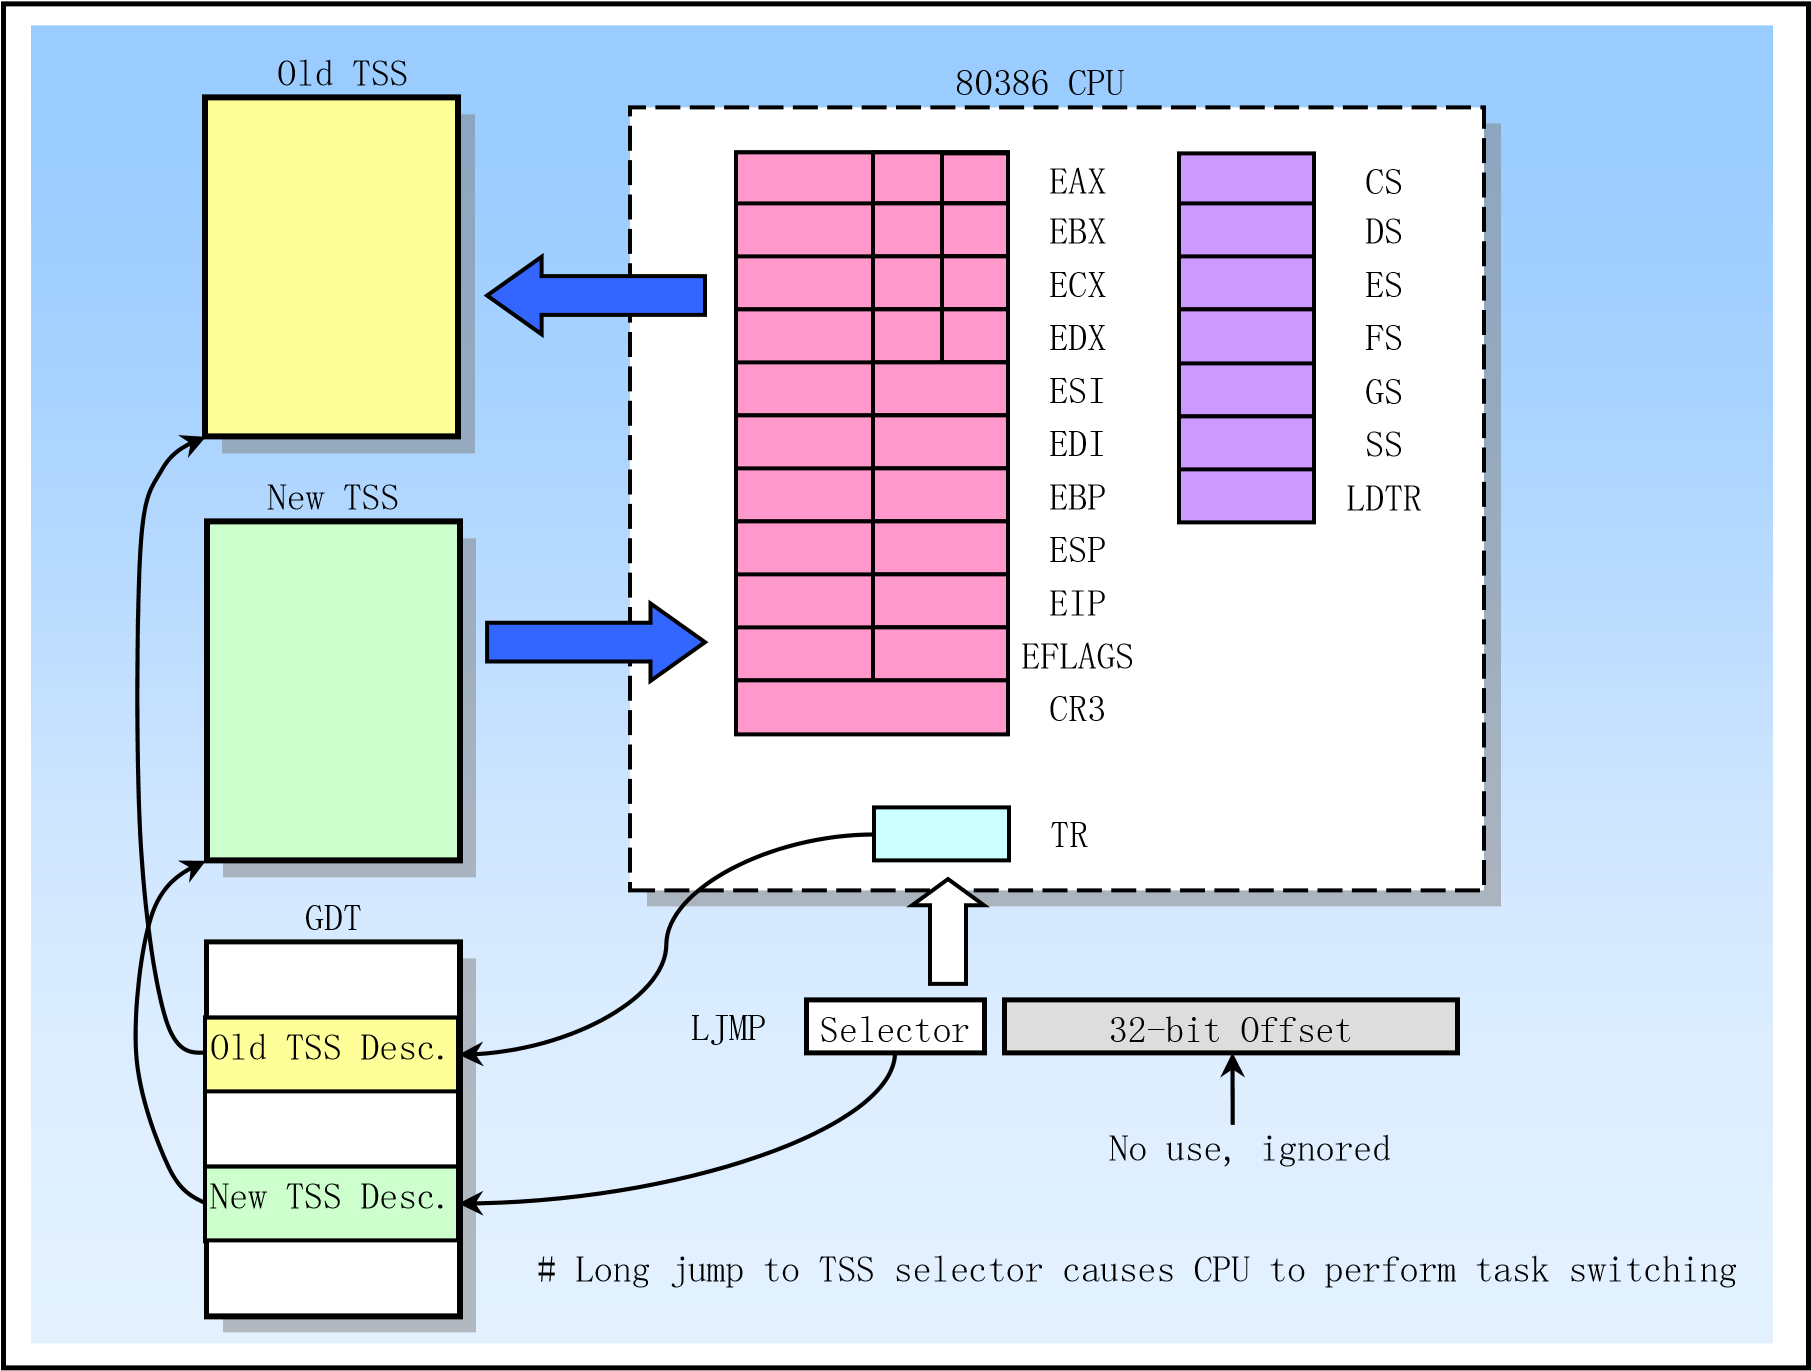 Old TSS
80386 CPU
EAX
EBX
ECX
EDX
ESI
EDI
EBP
ESP
EIP
EFLAGS
CR3
CS
DS
ES
FS
GS
SS
LDTR
New TSS
TR
GDT
Old TSS Desc.
New TSS Desc.
LJMP
Selector
32-bit Offset
No use, ignored
# Long jump to TSS selector causes CPU to perform task switching